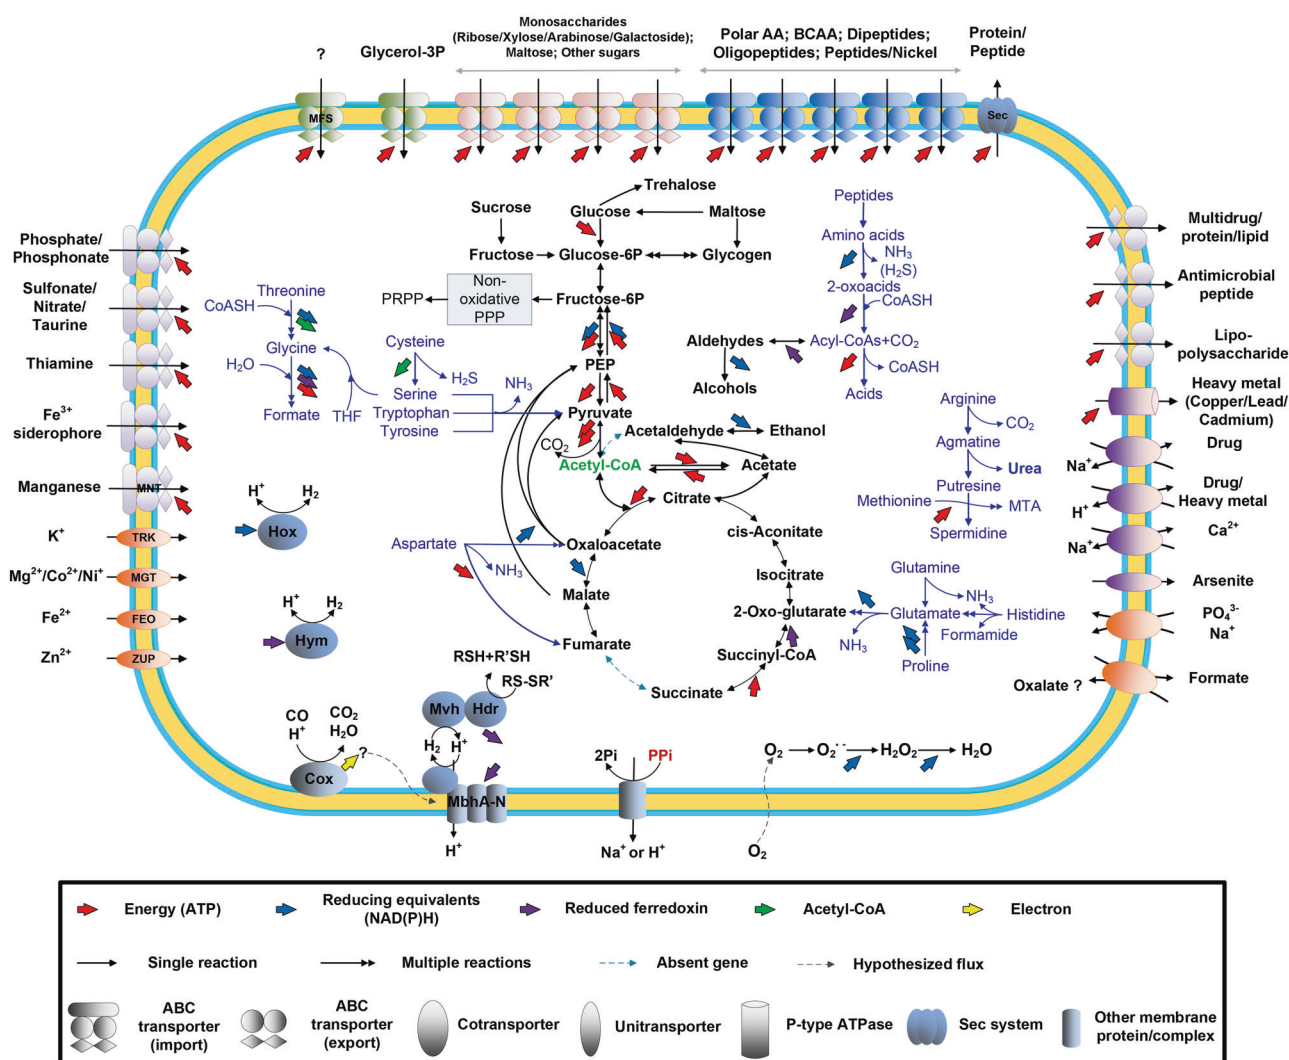 ?
Glycerol-3P
Monosaccharides
(Ribose/Xylose/Arabinose/Galactoside);
Maltose; Other sugars
Polar AA; BCAA; Dipeptides;
Oligopeptides; Peptides/Nickel
Protein/
Peptide
MFS
Sec
Phosphate/
Phosphonate
Sulfonate/
Nitrate/
Taurine
Thiamine
Fe³⁺
siderophore
Manganese
MNT
K⁺
TRK
Mg²⁺/Co²⁺/Ni⁺
MGT
Fe²⁺
FEO
Zn²⁺
ZUP
Trehalose
Sucrose
Glucose
Maltose
Fructose
Glucose-6P
Glycogen
PRPP
Non-
oxidative
PPP
Fructose-6P
PEP
Pyruvate
CO₂
Acetyl-CoA
Acetaldehyde
Ethanol
Acetate
Citrate
cis-Aconitate
Isocitrate
2-Oxo-glutarate
Succinyl-CoA
Succinate
Fumarate
Malate
Oxaloacetate
Aspartate
NH₃
Threonine
CoASH
Glycine
H₂O
Formate
THF
Cysteine
H₂S
Serine
Tryptophan
Tyrosine
NH₃
Peptides
Amino acids
NH₃
(H₂S)
2-oxoacids
CoASH
Acyl-CoAs+CO₂
CoASH
Acids
Aldehydes
Alcohols
Arginine
CO₂
Agmatine
Urea
Putresine
Methionine
MTA
Spermidine
Glutamine
NH₃
Glutamate
Histidine
Formamide
NH₃
Proline
H⁺
H₂
Hox
H⁺
H₂
Hym
RSH+R'SH
RS-SR'
Mvh
Hdr
H₂
H⁺
CO
H⁺
CO₂
H₂O
?
Cox
MbhA-N
H⁺
2Pi
PPi
Na⁺ or H⁺
O₂
O₂˙⁻
H₂O₂
H₂O
O₂
Multidrug/
protein/lipid
Antimicrobial
peptide
Lipo-
polysaccharide
Heavy metal
(Copper/Lead/
Cadmium)
Drug
Na⁺
Drug/
Heavy metal
H⁺
Ca²⁺
Na⁺
Arsenite
PO₄³⁻
Na⁺
Oxalate ?
Formate
Energy (ATP)
Reducing equivalents
(NAD(P)H)
Reduced ferredoxin
Acetyl-CoA
Electron
Single reaction
Multiple reactions
Absent gene
Hypothesized flux
ABC
transporter
(import)
ABC
transporter
(export)
Cotransporter
Unitransporter
P-type ATPase
Sec system
Other membrane
protein/complex